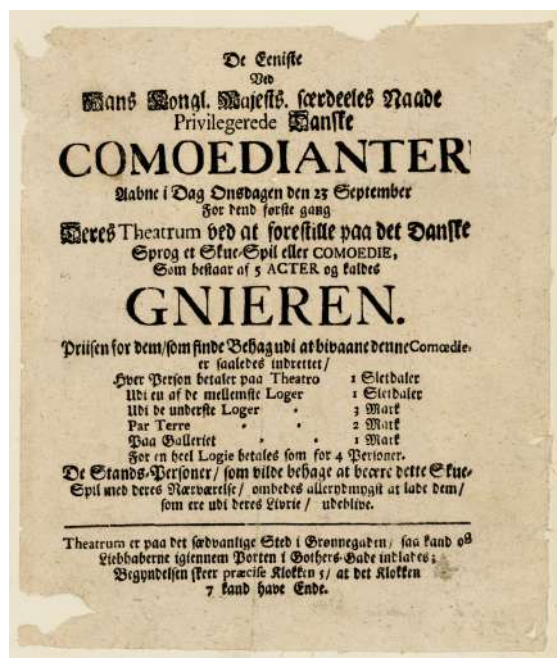 De Eeniste
Ved
Hans Kongl. Majests. særdeeles Naade
Privilegerede Danske
COMOEDIANTER
Aabne i Dag Onsdagen den 23 September
For dend første gang
Deres Theatrum ved at forestille paa det Danske
Sprog et Skue-Spil eller COMOEDIE,
Som bestaar af 5 ACTER og kaldes
GNIEREN.
Priisen for dem/som finde Behag udi at bivaane denne Comœdie,
er saaledes indrettet/
Hver Person betaler paa Theatro 1 Sletdaler
Udi en af de mellemste Loger 1 Sletdaler
Udi de underste Loger 3 Mark
Par Terre 2 Mark
Paa Galleriet 1 Mark
For en heel Logie betales som for 4 Personer.
De Stands-Personer/ som vilde behage at beære dette Skue-
Spil med deres Nærværelse/ ombedes allerydmygst at lade dem/
som ere udi deres Livrie/ udeblive.
Theatrum er paa det sædvanlige Sted i Grønnegaden/ saa kand og
Liebhaberne igiennem Porten i Gothers-Gade indlades;
Begyndelsen skeer præcise Klokken 5/ at det Klokken
7 kand have Ende.